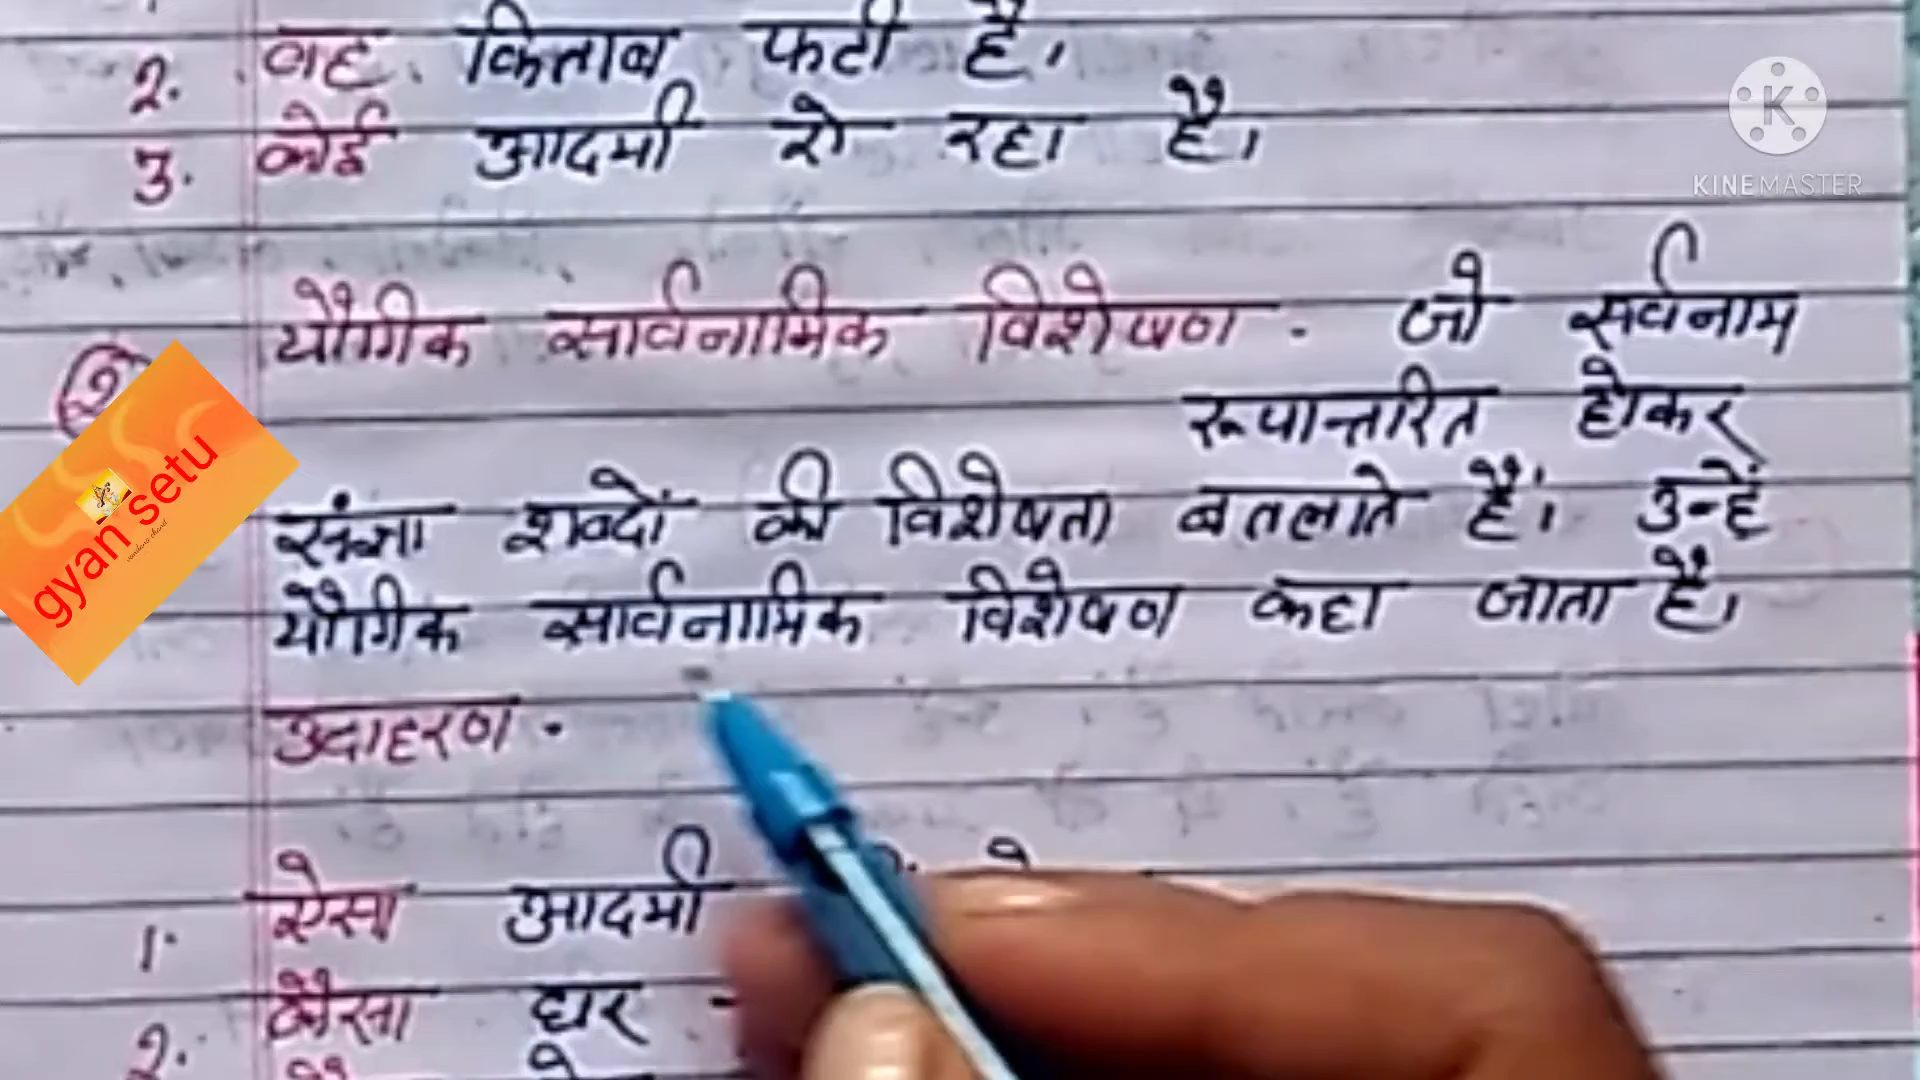 2. वह किताब फटी है।
3. कोई आदमी रो रहा है।
KINEMASTER
यौगिक सार्वनामिक विशेषण - जो सर्वनाम
रूपान्तरित होकर
संज्ञा शब्दों की विशेषता बतलाते हैं। उन्हें
यौगिक सार्वनामिक विशेषण कहा जाता है।
gyan setu
उदाहरण -
1. ऐसा आदमी
2. कैसा घर -